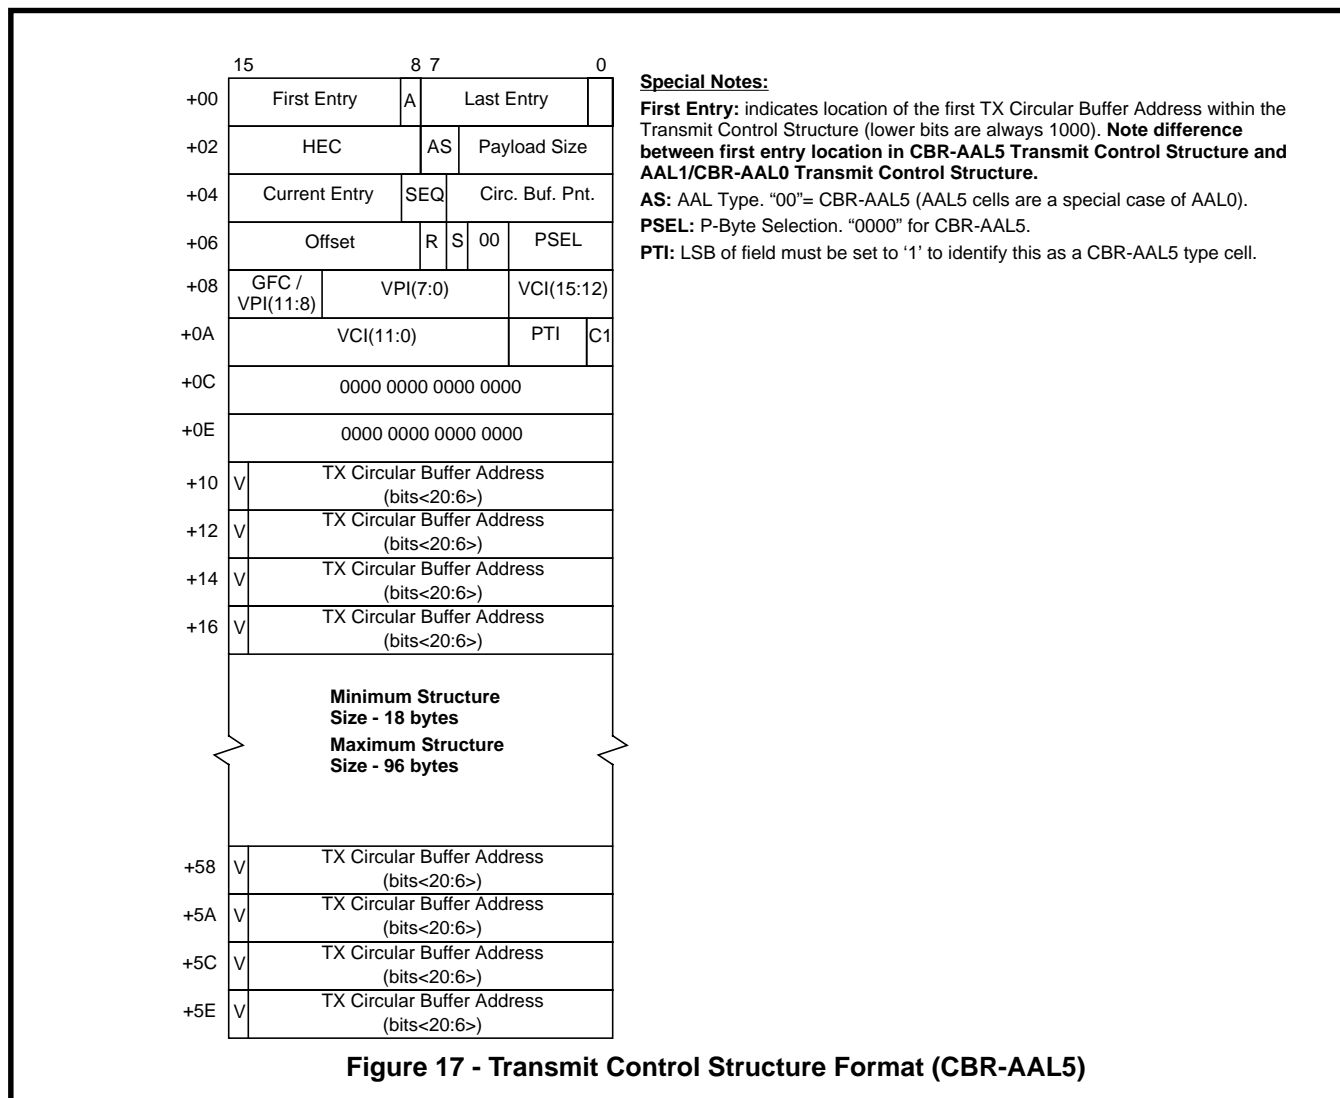 15 8 7 0
+00 First Entry A Last Entry
+02 HEC AS Payload Size
+04 Current Entry SEQ Circ. Buf. Pnt.
+06 Offset R S 00 PSEL
+08 GFC / VPI(11:8) VPI(7:0) VCI(15:12)
+0A VCI(11:0) PTI C1
+0C 0000 0000 0000 0000
+0E 0000 0000 0000 0000
+10 V TX Circular Buffer Address
(bits<20:6>)
+12 V TX Circular Buffer Address
(bits<20:6>)
+14 V TX Circular Buffer Address
(bits<20:6>)
+16 V TX Circular Buffer Address
(bits<20:6>)
Minimum Structure
Size - 18 bytes
Maximum Structure
Size - 96 bytes
+58 V TX Circular Buffer Address
(bits<20:6>)
+5A V TX Circular Buffer Address
(bits<20:6>)
+5C V TX Circular Buffer Address
(bits<20:6>)
+5E V TX Circular Buffer Address
(bits<20:6>)
Special Notes:
First Entry: indicates location of the first TX Circular Buffer Address within the
Transmit Control Structure (lower bits are always 1000). Note difference
between first entry location in CBR-AAL5 Transmit Control Structure and
AAL1/CBR-AAL0 Transmit Control Structure.
AS: AAL Type. “00”= CBR-AAL5 (AAL5 cells are a special case of AAL0).
PSEL: P-Byte Selection. “0000” for CBR-AAL5.
PTI: LSB of field must be set to ‘1’ to identify this as a CBR-AAL5 type cell.
Figure 17 - Transmit Control Structure Format (CBR-AAL5)